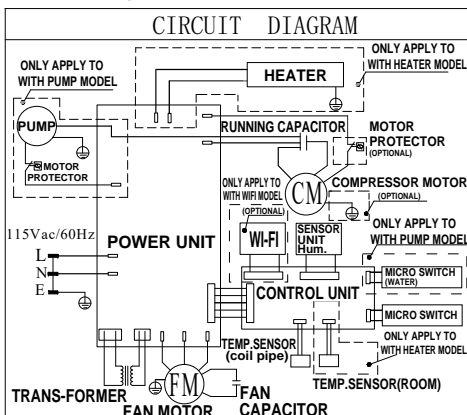 CIRCUIT DIAGRAM
ONLY APPLY TO
WITH PUMP MODEL
HEATER
ONLY APPLY TO
WITH HEATER MODEL
PUMP
MOTOR
PROTECTOR
RUNNING CAPACITOR
MOTOR
PROTECTOR
(OPTIONAL)
CM
COMPRESSOR MOTOR
(OPTIONAL)
ONLY APPLY TO
WITH WIFI MODEL
(OPTIONAL)
WI-FI
SENSOR
UNIT
Hum.
ONLY APPLY TO
WITH PUMP MODEL
115Vac/60Hz
L
N
E
POWER UNIT
CONTROL UNIT
MICRO SWITCH
(WATER)
MICRO SWITCH
TEMP.SENSOR
(coil pipe)
ONLY APPLY TO
WITH HEATER MODEL
TEMP.SENSOR(ROOM)
TRANS-FORMER
FM
FAN MOTOR
FAN
CAPACITOR